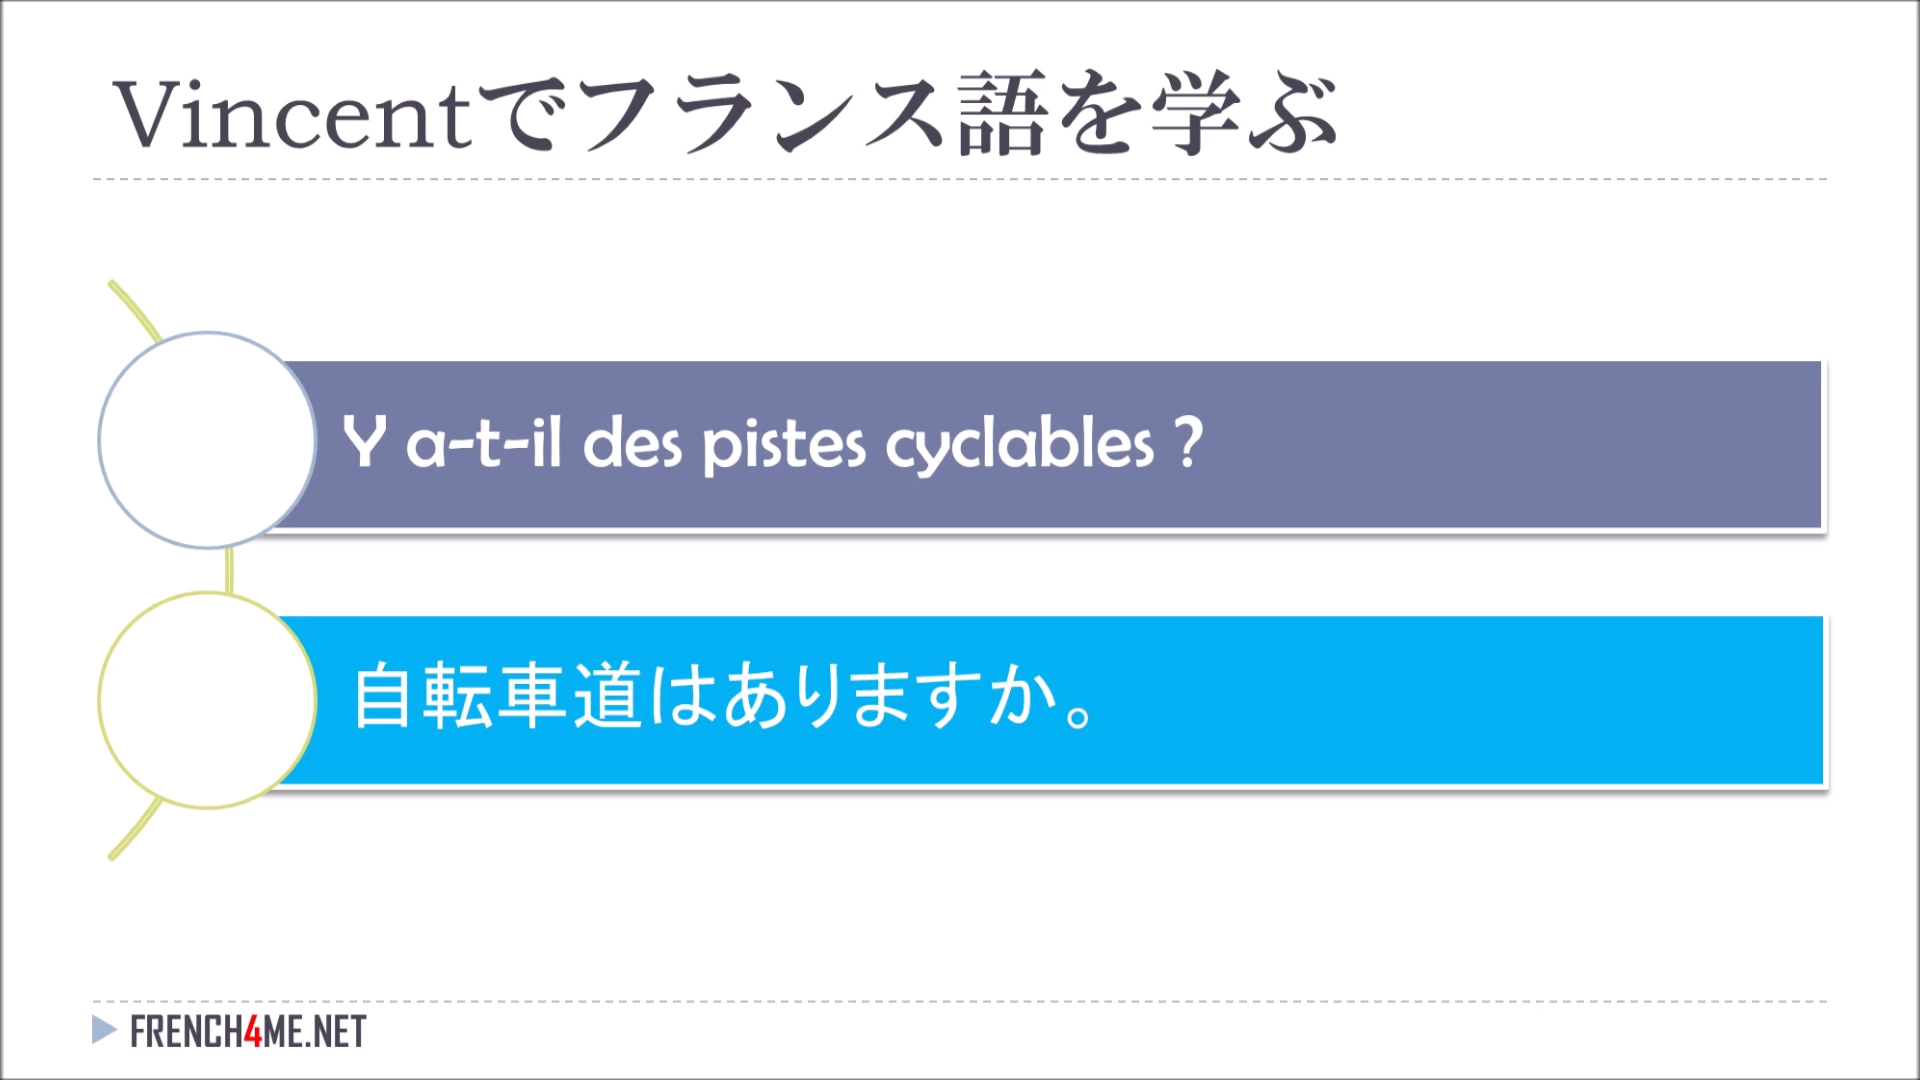 Vincentでフランス語を学ぶ
Y a-t-il des pistes cyclables ?
自転車道はありますか。
FRENCH4ME.NET